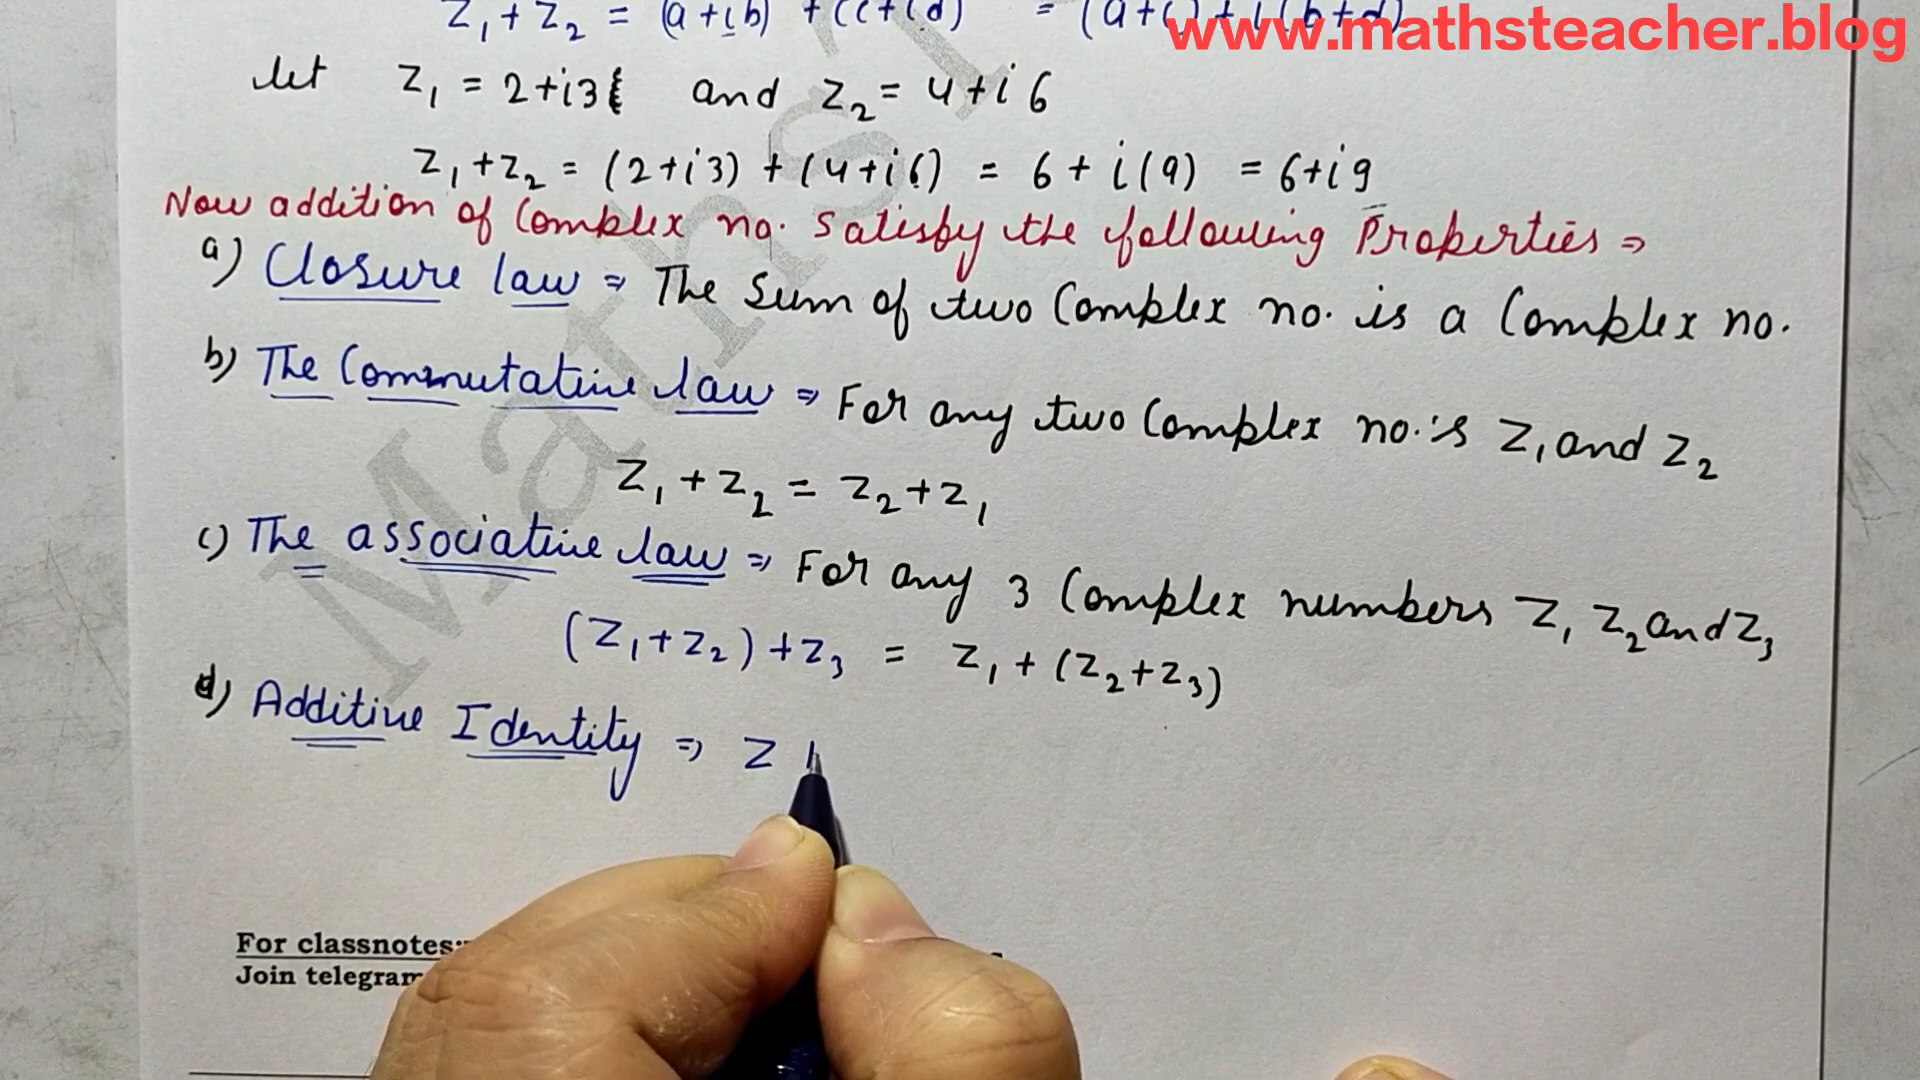 www.mathsteacher.blog
Z₁+Z₂ = (a+ib) + (c+id) = (a+c)+i(b+d)
let Z₁ = 2+i3 and Z₂ = 4+i6
Z₁+Z₂ = (2+i3) + (4+i6) = 6+i(9) = 6+i9
Now addition of Complex no. Satisfy the following Properties ⇒
a) Closure law ⇒ The Sum of two Complex no. is a Complex no.
b) The Commutative law ⇒ For any two Complex no.'s Z₁ and Z₂
Z₁+Z₂ = Z₂+Z₁
c) The associative law ⇒ For any 3 Complex numbers Z₁ Z₂ and Z₃
(Z₁+Z₂)+Z₃ = Z₁+(Z₂+Z₃)
d) Additive Identity ⇒ Z
For classnotes:
Join telegram